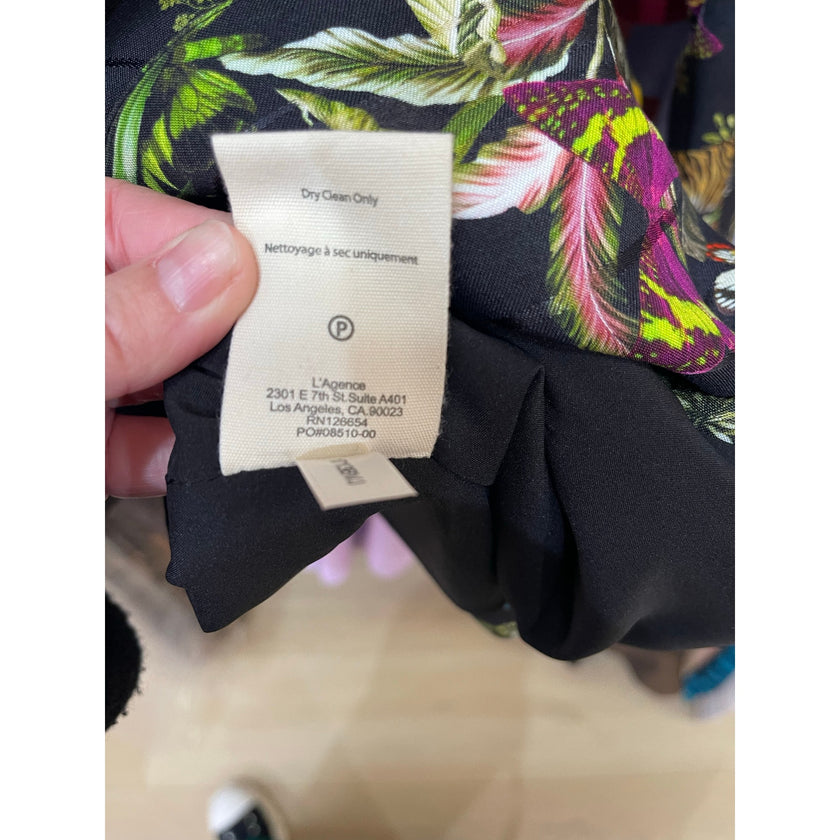 Dry Clean Only
Nettoyage à sec uniquement
P
L'Agence
2301 E 7th St.Suite A401
Los Angeles, CA.90023
RN126654
PO#08510-00